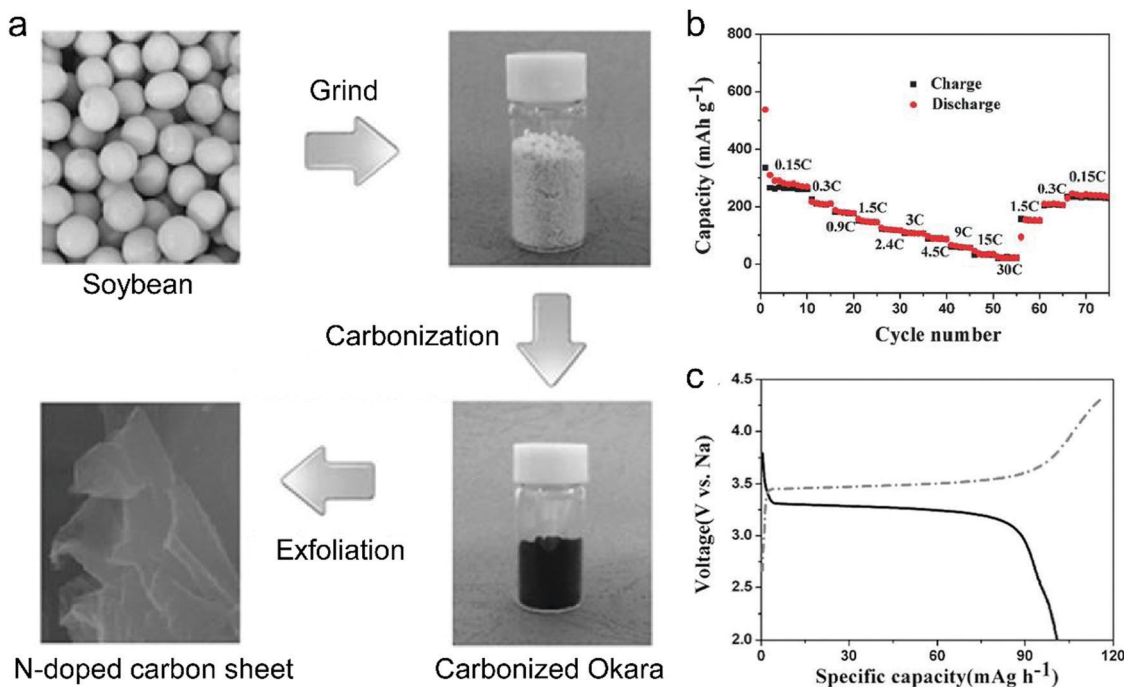 a
Grind
Soybean
Carbonization
Exfoliation
N-doped carbon sheet
Carbonized Okara
b
800
600
400
200
0
Capacity (mAh g-1)
Charge
Discharge
0.15C
0.3C
0.9C
1.5C
2.4C
3C
4.5C
9C
15C
30C
1.5C
0.3C
0.15C
0 10 20 30 40 50 60 70
Cycle number
c
4.5
4.0
3.5
3.0
2.5
2.0
Voltage(V vs. Na)
0 30 60 90 120
Specific capacity(mAg h-1)